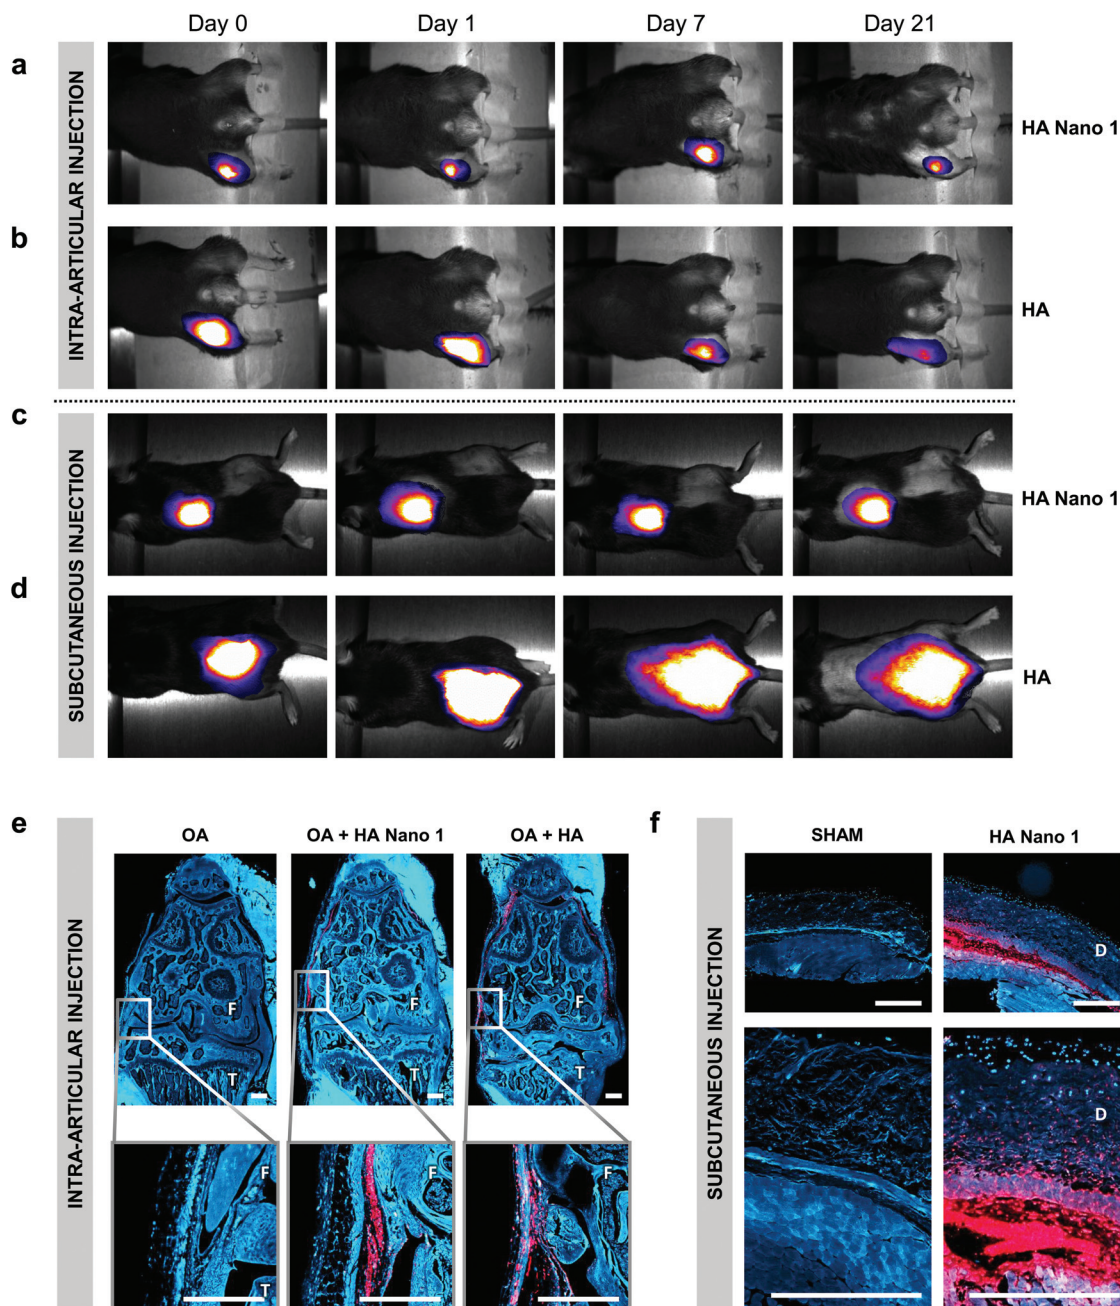 Day 0 Day 1 Day 7 Day 21
a
INTRA-ARTICULAR INJECTION
HA Nano 1
b
HA
c
SUBCUTANEOUS INJECTION
HA Nano 1
d
HA
e
INTRA-ARTICULAR INJECTION
OA OA + HA Nano 1 OA + HA
F F F
T T T
F F F
T
f
SUBCUTANEOUS INJECTION
SHAM HA Nano 1
D
D